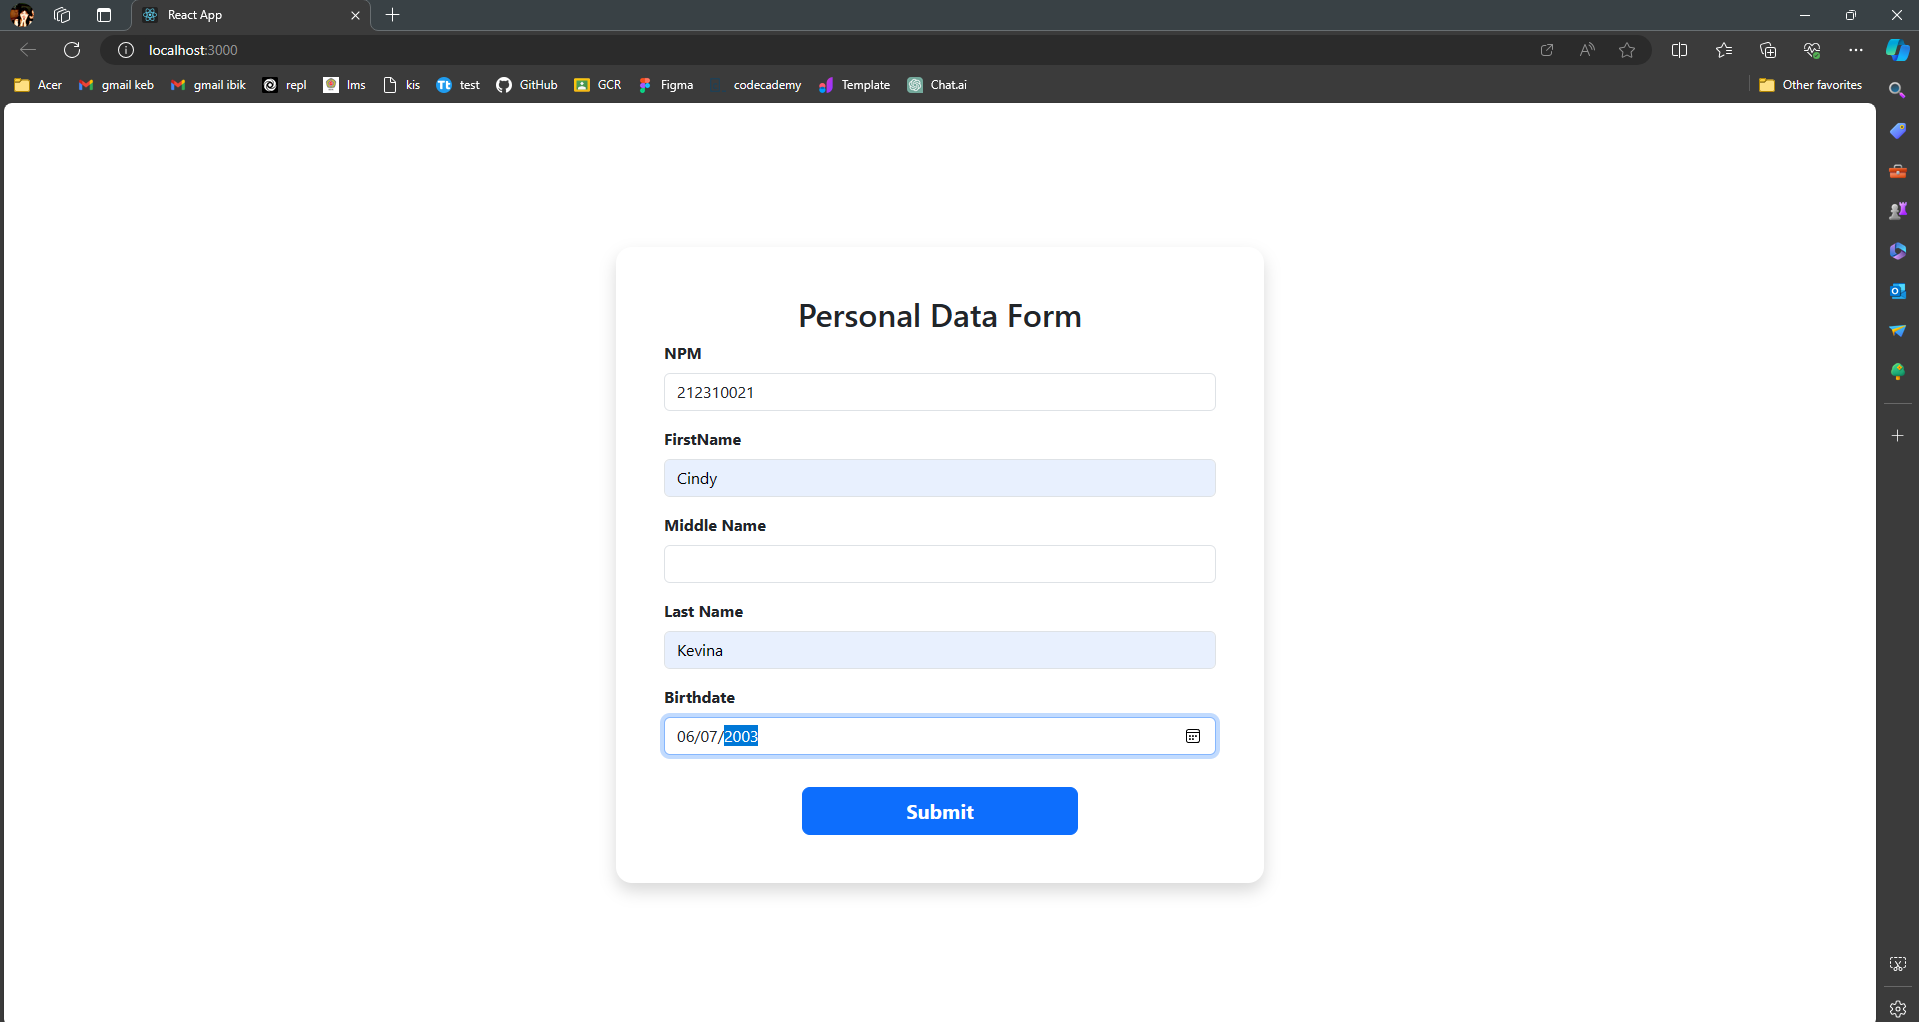 React App
localhost:3000
Acer gmail keb gmail ibik repl lms kis Tt test GitHub GCR Figma codecademy Template Chat.ai Other favorites
Personal Data Form
NPM
212310021
FirstName
Cindy
Middle Name
Last Name
Kevina
Birthdate
06/07/2003
Submit